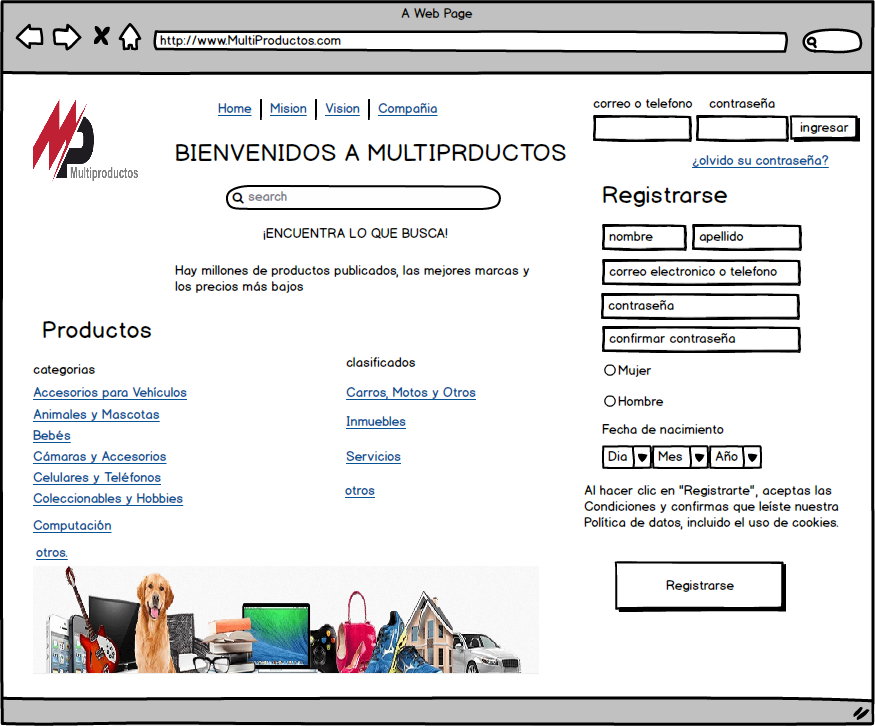 A Web Page
http://www.MultiProductos.com
MP
Multiproductos
Home | Mision | Vision | Compañia
correo o telefono contraseña
ingresar
¿olvido su contraseña?
BIENVENIDOS A MULTIPRDUCTOS
search
¡ENCUENTRA LO QUE BUSCA!
Hay millones de productos publicados, las mejores marcas y
los precios más bajos
Productos
categorias
Accesorios para Vehículos
Animales y Mascotas
Bebés
Cámaras y Accesorios
Celulares y Teléfonos
Coleccionables y Hobbies
Computación
otros.
clasificados
Carros, Motos y Otros
Inmuebles
Servicios
otros
Registrarse
nombre apellido
correo electronico o telefono
contraseña
confirmar contraseña
Mujer
Hombre
Fecha de nacimiento
Dia Mes Año
Al hacer clic en "Registrarte", aceptas las
Condiciones y confirmas que leíste nuestra
Política de datos, incluido el uso de cookies.
Registrarse